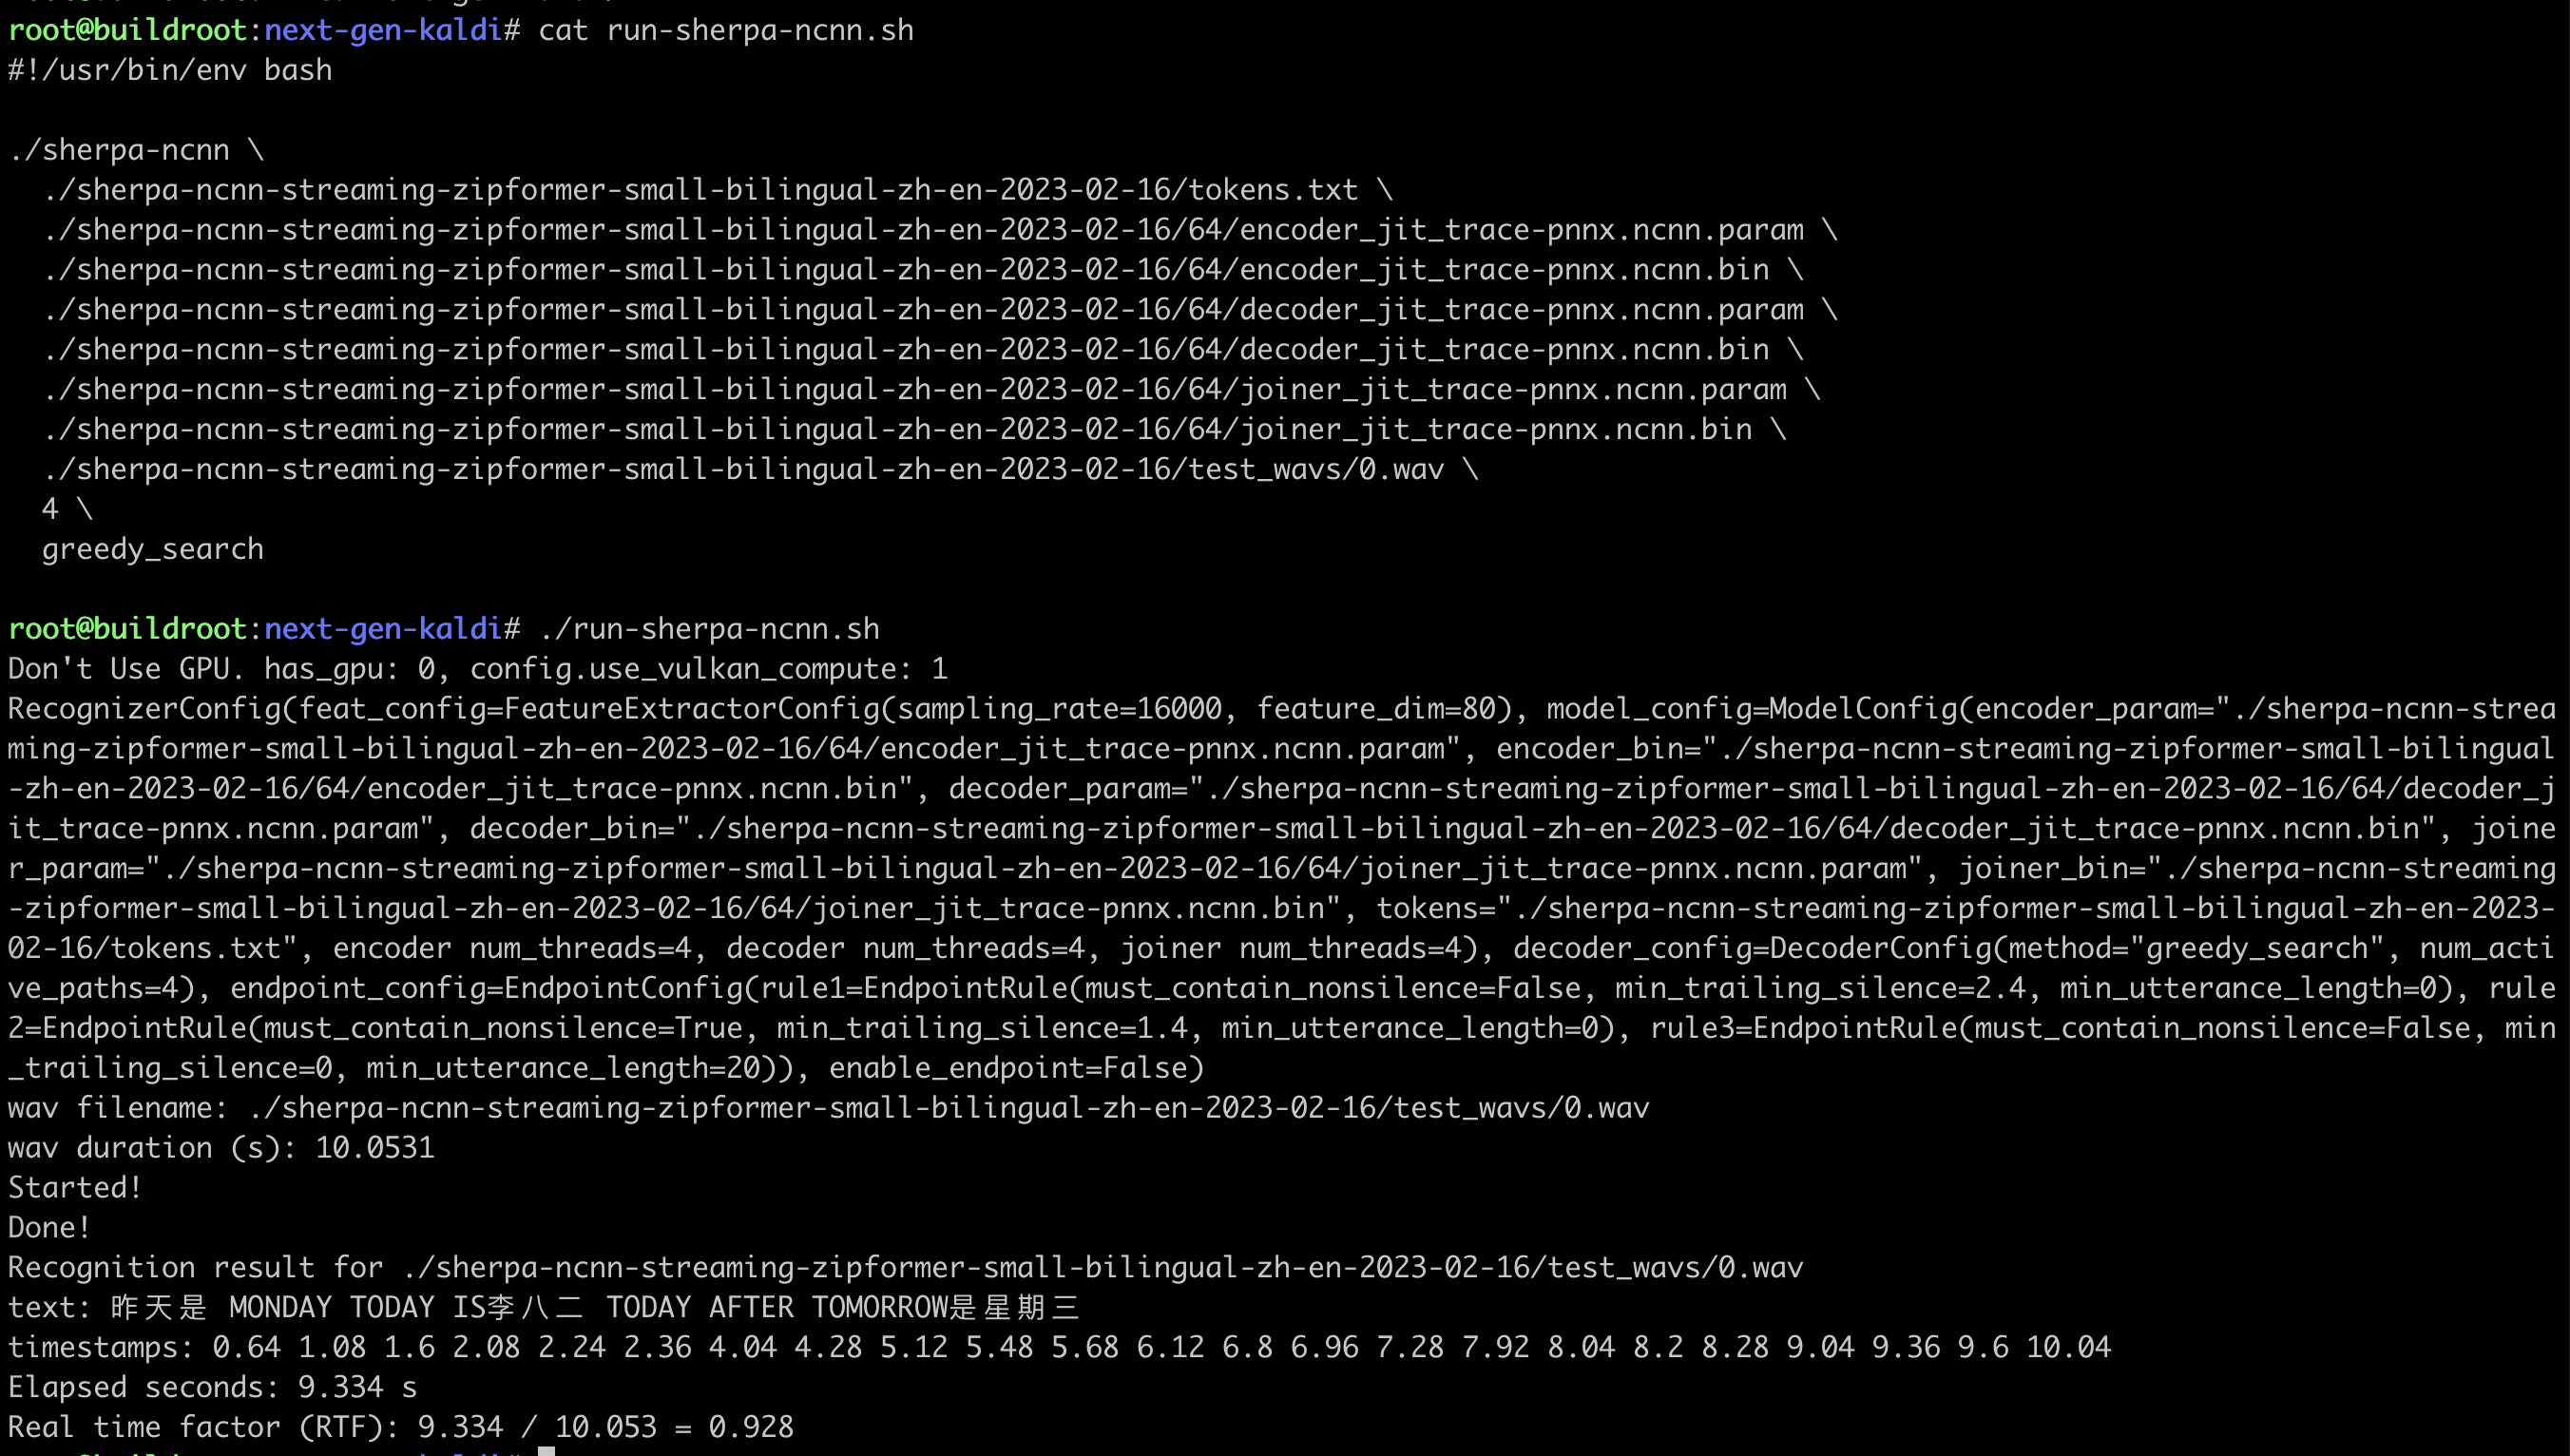 root@buildroot:next-gen-kaldi# cat run-sherpa-ncnn.sh
#!/usr/bin/env bash
./sherpa-ncnn \
  ./sherpa-ncnn-streaming-zipformer-small-bilingual-zh-en-2023-02-16/tokens.txt \
  ./sherpa-ncnn-streaming-zipformer-small-bilingual-zh-en-2023-02-16/64/encoder_jit_trace-pnnx.ncnn.param \
  ./sherpa-ncnn-streaming-zipformer-small-bilingual-zh-en-2023-02-16/64/encoder_jit_trace-pnnx.ncnn.bin \
  ./sherpa-ncnn-streaming-zipformer-small-bilingual-zh-en-2023-02-16/64/decoder_jit_trace-pnnx.ncnn.param \
  ./sherpa-ncnn-streaming-zipformer-small-bilingual-zh-en-2023-02-16/64/decoder_jit_trace-pnnx.ncnn.bin \
  ./sherpa-ncnn-streaming-zipformer-small-bilingual-zh-en-2023-02-16/64/joiner_jit_trace-pnnx.ncnn.param \
  ./sherpa-ncnn-streaming-zipformer-small-bilingual-zh-en-2023-02-16/64/joiner_jit_trace-pnnx.ncnn.bin \
  ./sherpa-ncnn-streaming-zipformer-small-bilingual-zh-en-2023-02-16/test_wavs/0.wav \
  4 \
  greedy_search
root@buildroot:next-gen-kaldi# ./run-sherpa-ncnn.sh
Don't Use GPU. has_gpu: 0, config.use_vulkan_compute: 1
RecognizerConfig(feat_config=FeatureExtractorConfig(sampling_rate=16000, feature_dim=80), model_config=ModelConfig(encoder_param="./sherpa-ncnn-strea
ming-zipformer-small-bilingual-zh-en-2023-02-16/64/encoder_jit_trace-pnnx.ncnn.param", encoder_bin="./sherpa-ncnn-streaming-zipformer-small-bilingual
-zh-en-2023-02-16/64/encoder_jit_trace-pnnx.ncnn.bin", decoder_param="./sherpa-ncnn-streaming-zipformer-small-bilingual-zh-en-2023-02-16/64/decoder_j
it_trace-pnnx.ncnn.param", decoder_bin="./sherpa-ncnn-streaming-zipformer-small-bilingual-zh-en-2023-02-16/64/decoder_jit_trace-pnnx.ncnn.bin", joine
r_param="./sherpa-ncnn-streaming-zipformer-small-bilingual-zh-en-2023-02-16/64/joiner_jit_trace-pnnx.ncnn.param", joiner_bin="./sherpa-ncnn-streaming
-zipformer-small-bilingual-zh-en-2023-02-16/64/joiner_jit_trace-pnnx.ncnn.bin", tokens="./sherpa-ncnn-streaming-zipformer-small-bilingual-zh-en-2023-
02-16/tokens.txt", encoder num_threads=4, decoder num_threads=4, joiner num_threads=4), decoder_config=DecoderConfig(method="greedy_search", num_acti
ve_paths=4), endpoint_config=EndpointConfig(rule1=EndpointRule(must_contain_nonsilence=False, min_trailing_silence=2.4, min_utterance_length=0), rule
2=EndpointRule(must_contain_nonsilence=True, min_trailing_silence=1.4, min_utterance_length=0), rule3=EndpointRule(must_contain_nonsilence=False, min
_trailing_silence=0, min_utterance_length=20)), enable_endpoint=False)
wav filename: ./sherpa-ncnn-streaming-zipformer-small-bilingual-zh-en-2023-02-16/test_wavs/0.wav
wav duration (s): 10.0531
Started!
Done!
Recognition result for ./sherpa-ncnn-streaming-zipformer-small-bilingual-zh-en-2023-02-16/test_wavs/0.wav
text: 昨天是 MONDAY TODAY IS李八二 TODAY AFTER TOMORROW是星期三
timestamps: 0.64 1.08 1.6 2.08 2.24 2.36 4.04 4.28 5.12 5.48 5.68 6.12 6.8 6.96 7.28 7.92 8.04 8.2 8.28 9.04 9.36 9.6 10.04
Elapsed seconds: 9.334 s
Real time factor (RTF): 9.334 / 10.053 = 0.928